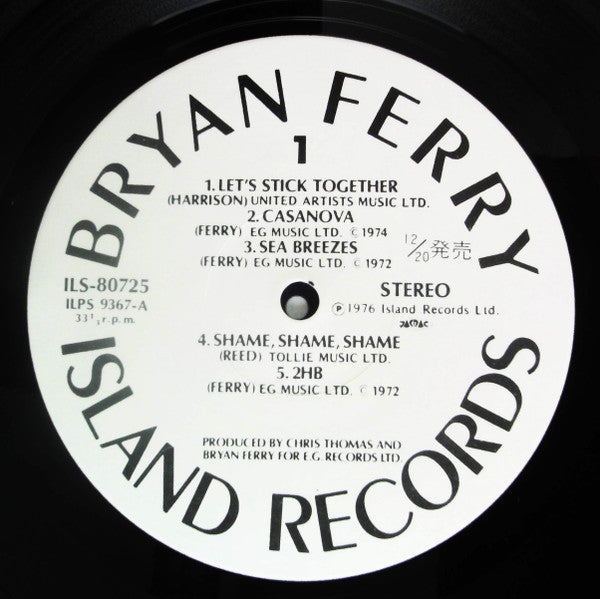 BRYAN FERRY
1
1. LET'S STICK TOGETHER
(HARRISON) UNITED ARTISTS MUSIC LTD.
2. CASANOVA
(FERRY) EG MUSIC LTD. © 1974
3. SEA BREEZES
(FERRY) EG MUSIC LTD. © 1972
12/20発売
ILS-80725
ILPS 9367-A
33⅓ r.p.m.
STEREO
Ⓟ1976 Island Records Ltd.
4. SHAME, SHAME, SHAME
(REED) TOLLIE MUSIC LTD.
5. 2HB
(FERRY) EG MUSIC LTD. © 1972
PRODUCED BY CHRIS THOMAS AND
BRYAN FERRY FOR E.G. RECORDS LTD.
ISLAND RECORDS